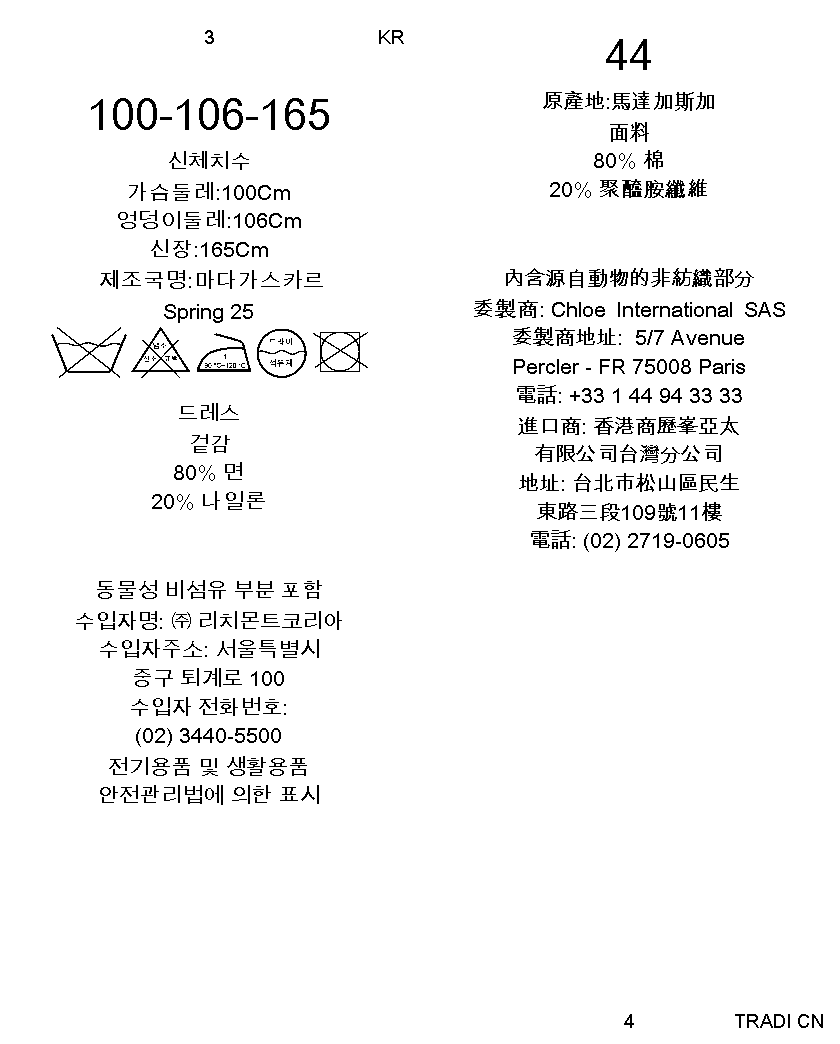 3
KR
100-106-165
신체치수
가슴둘레:100Cm
엉덩이둘레:106Cm
신장:165Cm
제조국명:마다가스카르
Spring 25
염소
산소 표백
1
90 °C~120 °C
드라이
석유계
드레스
겉감
80% 면
20% 나일론
동물성 비섬유 부분 포함
수입자명: ㈜ 리치몬트코리아
수입자주소: 서울특별시
중구 퇴계로 100
수입자 전화번호:
(02) 3440-5500
전기용품 및 생활용품
안전관리법에 의한 표시
44
原產地:馬達加斯加
面料
80% 棉
20% 聚醯胺纖維
內含源自動物的非紡織部分
委製商: Chloe International SAS
委製商地址: 5/7 Avenue
Percier - FR 75008 Paris
電話: +33 1 44 94 33 33
進口商: 香港商歷峯亞太
有限公司台灣分公司
地址: 台北市松山區民生
東路三段109號11樓
電話: (02) 2719-0605
4
TRADI CN